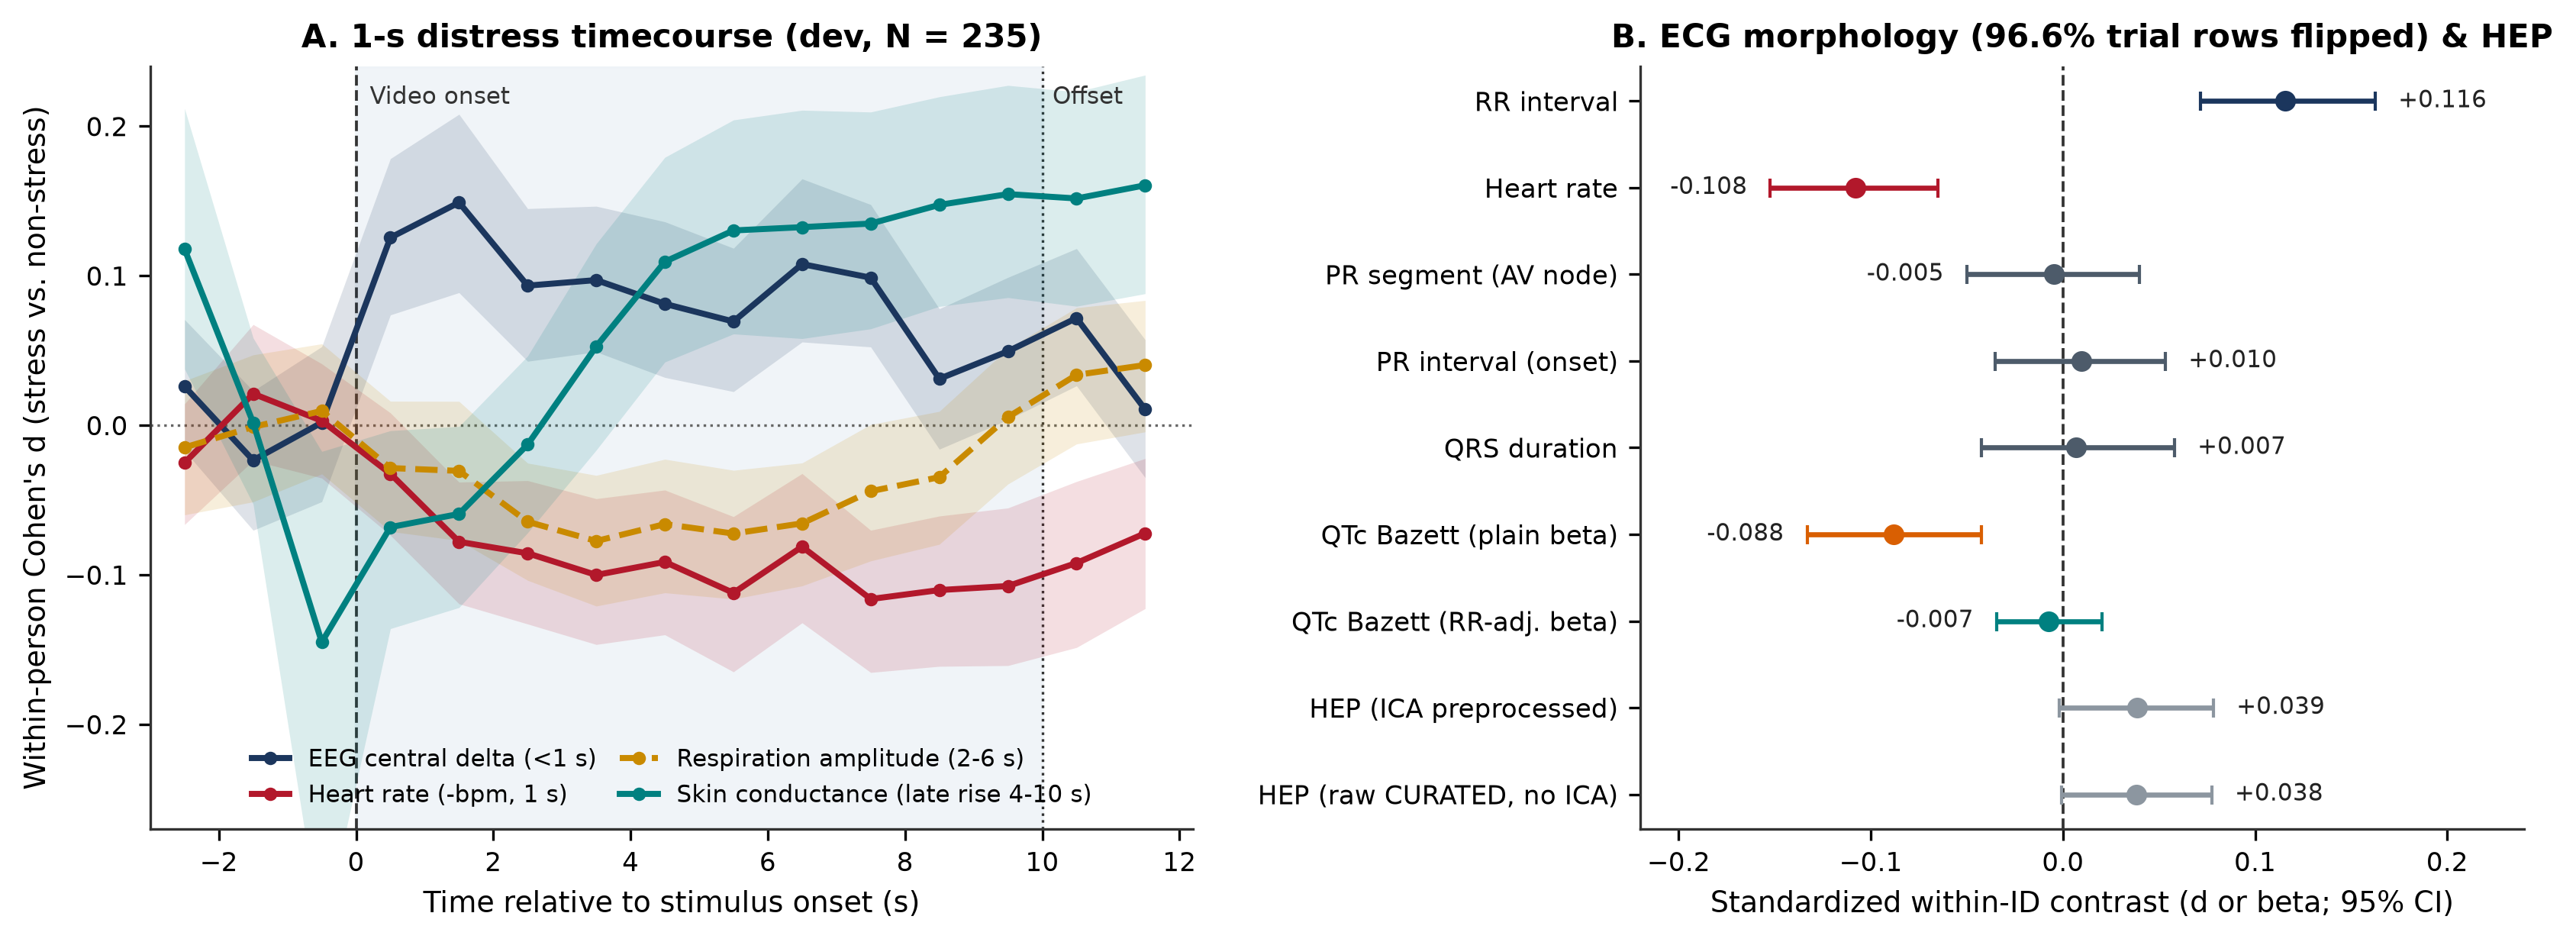 A. 1-s distress timecourse (dev, N = 235)
Within-person Cohen's d (stress vs. non-stress)
0.2
0.1
0.0
−0.1
−0.2
Video onset
Offset
EEG central delta (<1 s)
Heart rate (-bpm, 1 s)
Respiration amplitude (2-6 s)
Skin conductance (late rise 4-10 s)
−2
0
2
4
6
8
10
12
Time relative to stimulus onset (s)
B. ECG morphology (96.6% trial rows flipped) & HEP
RR interval
+0.116
Heart rate
-0.108
PR segment (AV node)
-0.005
PR interval (onset)
+0.010
QRS duration
+0.007
QTc Bazett (plain beta)
-0.088
QTc Bazett (RR-adj. beta)
-0.007
HEP (ICA preprocessed)
+0.039
HEP (raw CURATED, no ICA)
+0.038
−0.2
−0.1
0.0
0.1
0.2
Standardized within-ID contrast (d or beta; 95% CI)